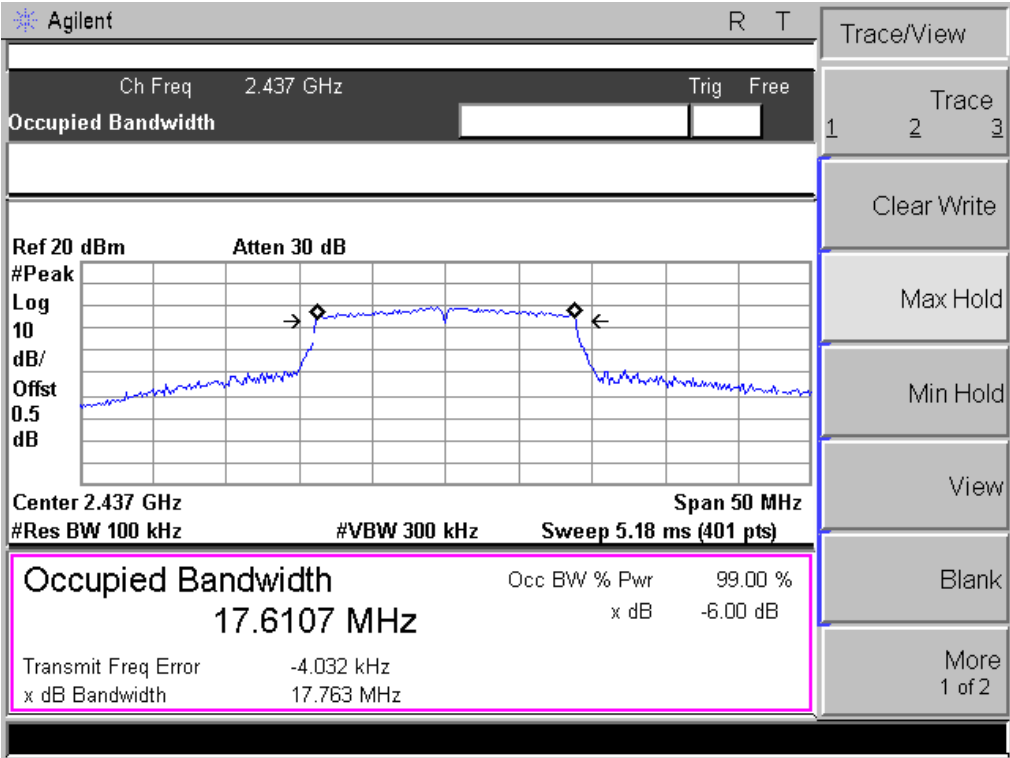 Agilent R T
Trace/View
Ch Freq 2.437 GHz Trig Free
Occupied Bandwidth
Trace
1 2 3
Clear Write
Max Hold
Min Hold
View
Blank
More
1 of 2
Ref 20 dBm Atten 30 dB
#Peak
Log
10
dB/
Offst
0.5
dB
Center 2.437 GHz Span 50 MHz
#Res BW 100 kHz #VBW 300 kHz Sweep 5.18 ms (401 pts)
Occupied Bandwidth
17.6107 MHz
Occ BW % Pwr 99.00 %
x dB -6.00 dB
Transmit Freq Error -4.032 kHz
x dB Bandwidth 17.763 MHz